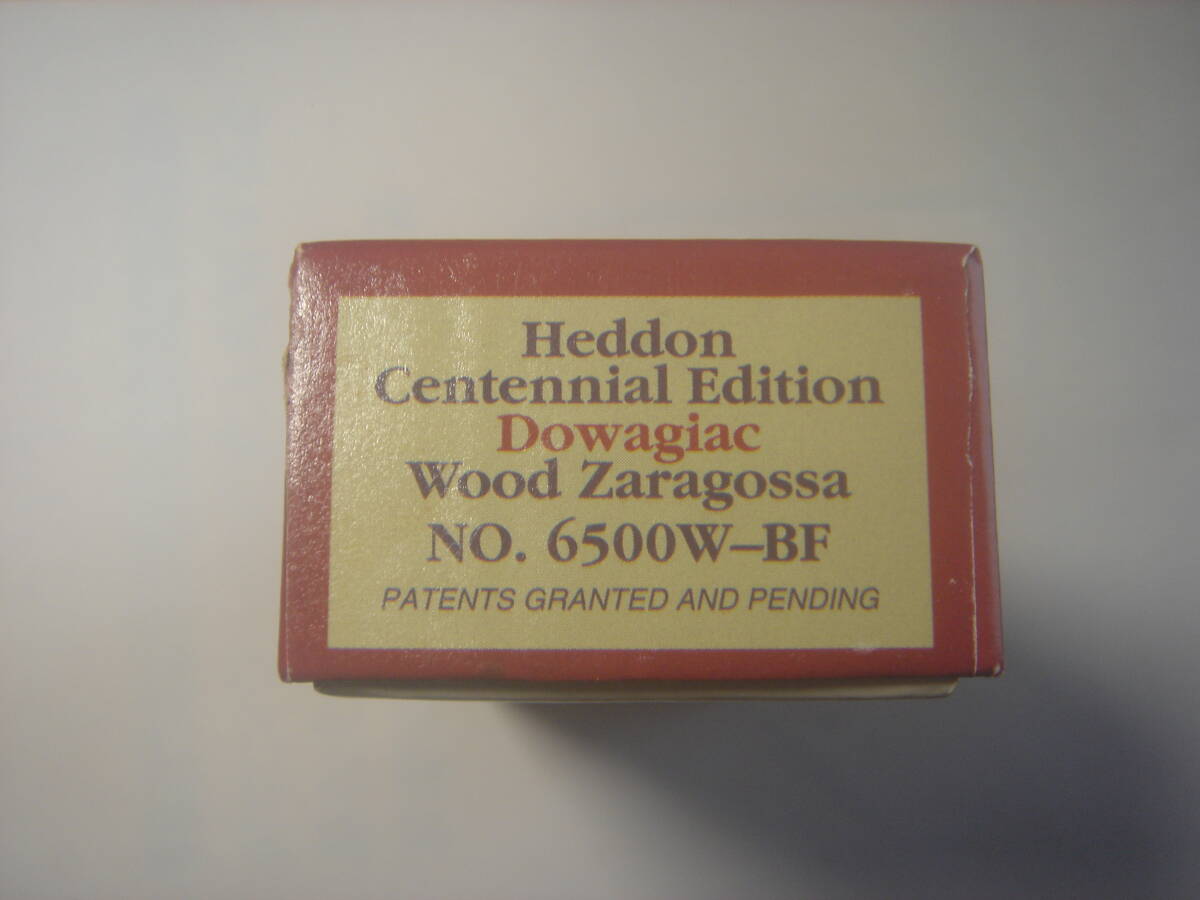 Heddon
Centennial Edition
Dowagiac
Wood Zaragossa
NO. 6500W–BF
PATENTS GRANTED AND PENDING